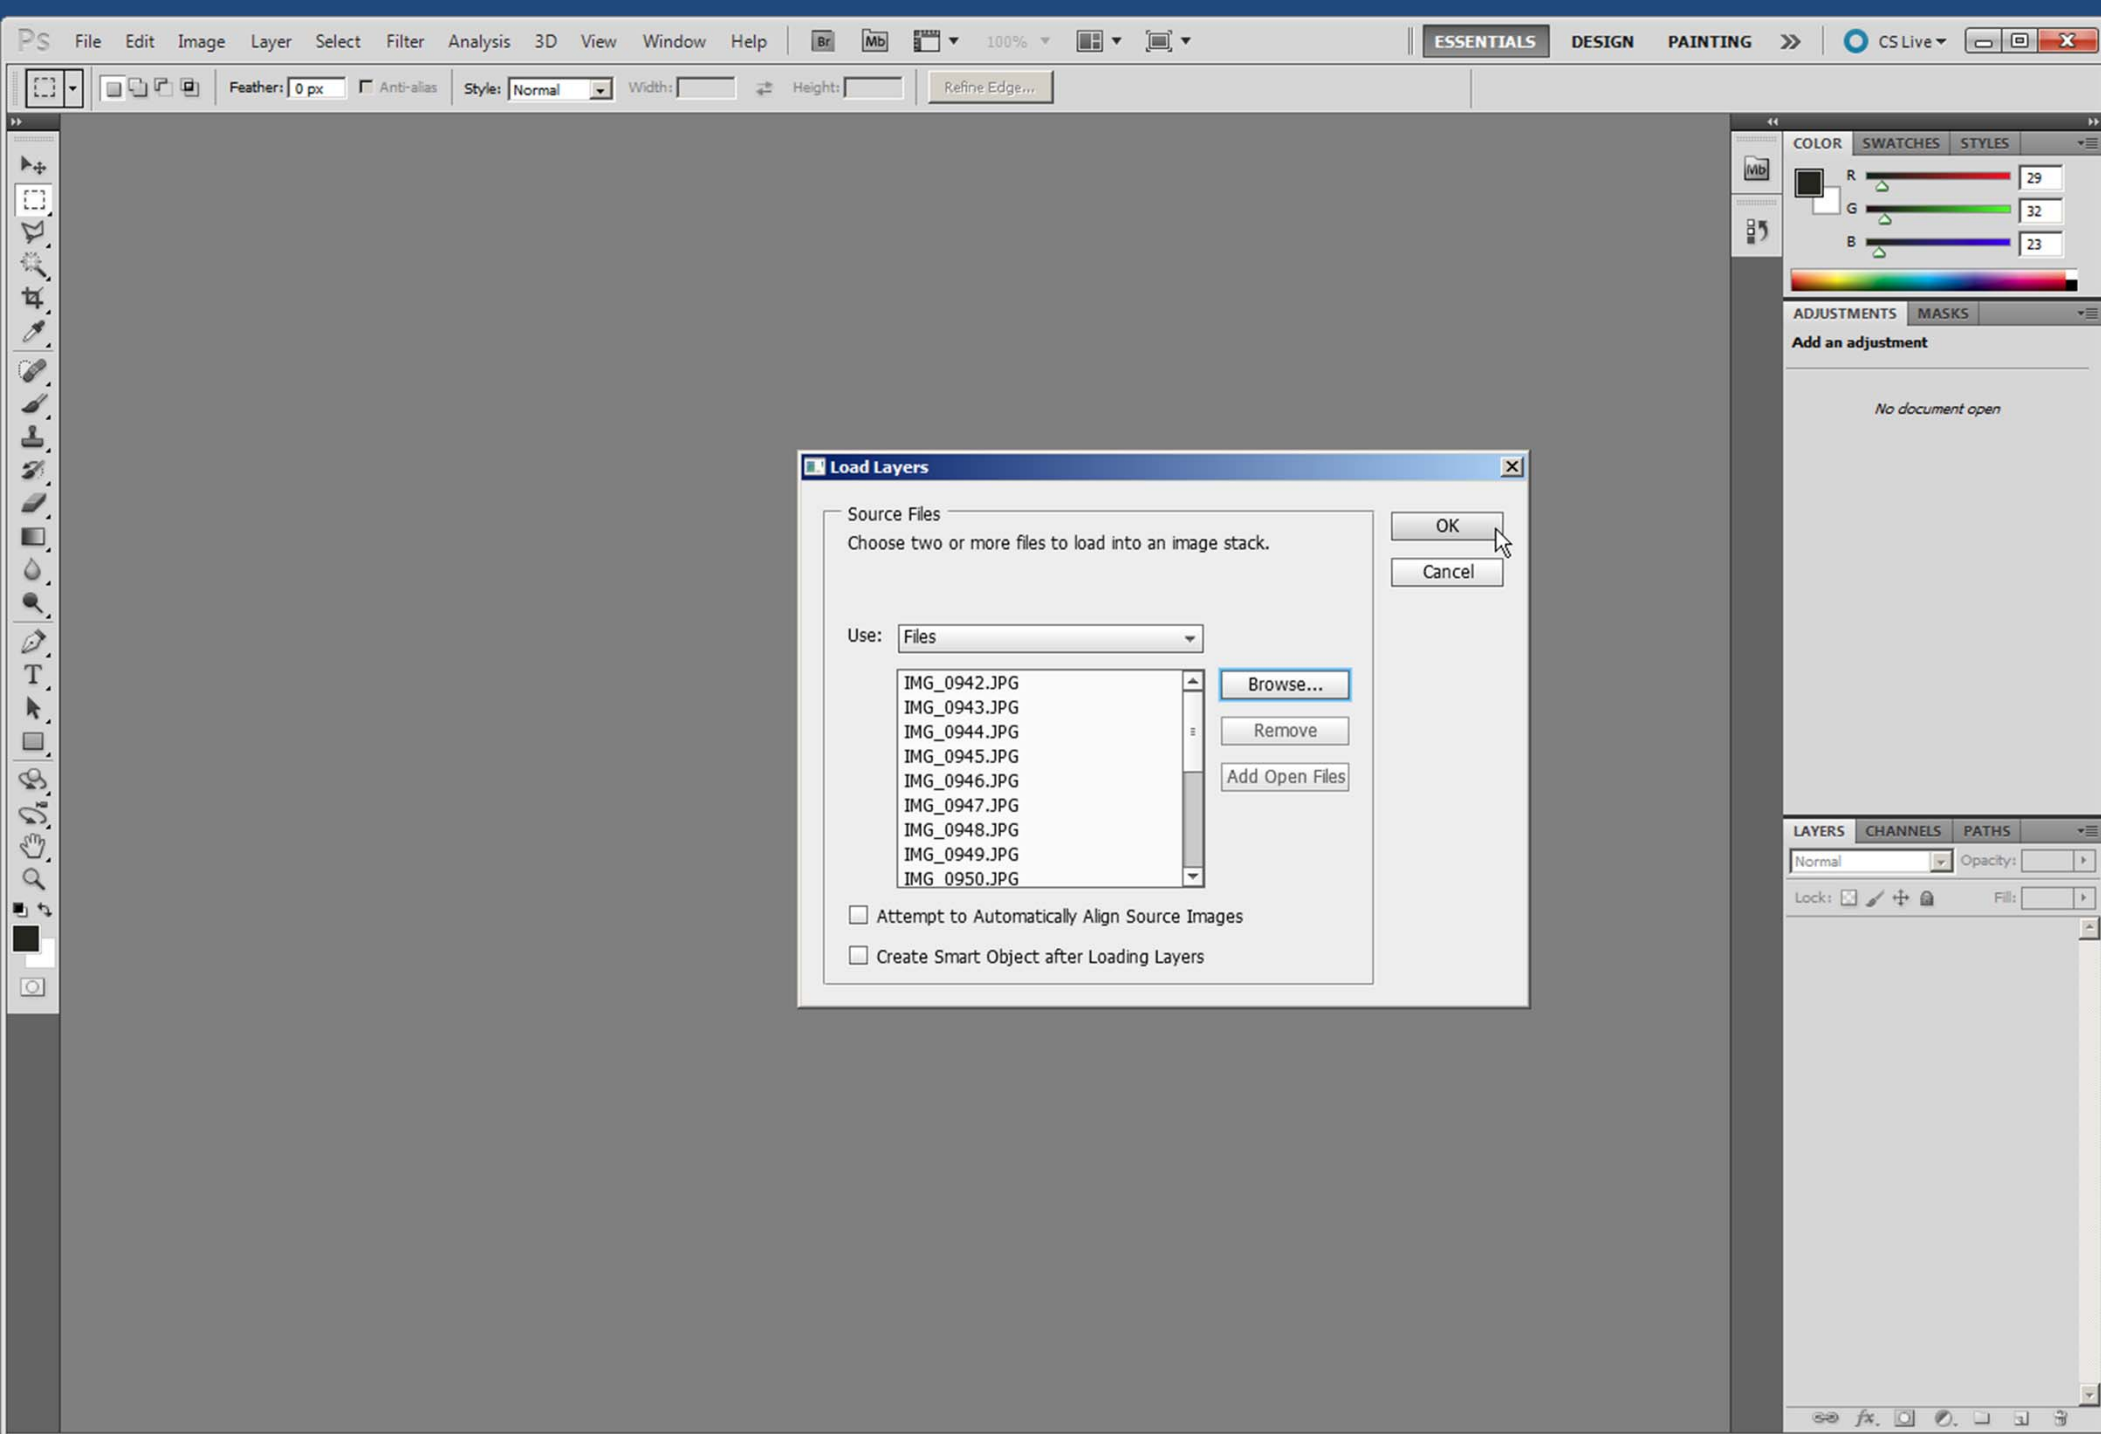 Ps File Edit Image Layer Select Filter Analysis 3D View Window Help Br Mb 100% ESSENTIALS DESIGN PAINTING CS Live
Feather: 0 px Anti-alias Style: Normal Width: Height: Refine Edge...
COLOR SWATCHES STYLES
Mb
R 29
G 32
B 23
ADJUSTMENTS MASKS
Add an adjustment
No document open
Load Layers
Source Files
Choose two or more files to load into an image stack.
OK
Cancel
Use: Files
IMG_0942.JPG
IMG_0943.JPG
IMG_0944.JPG
IMG_0945.JPG
IMG_0946.JPG
IMG_0947.JPG
IMG_0948.JPG
IMG_0949.JPG
IMG_0950.JPG
Browse...
Remove
Add Open Files
Attempt to Automatically Align Source Images
Create Smart Object after Loading Layers
LAYERS CHANNELS PATHS
Normal Opacity:
Lock: Fill:
T
fx.